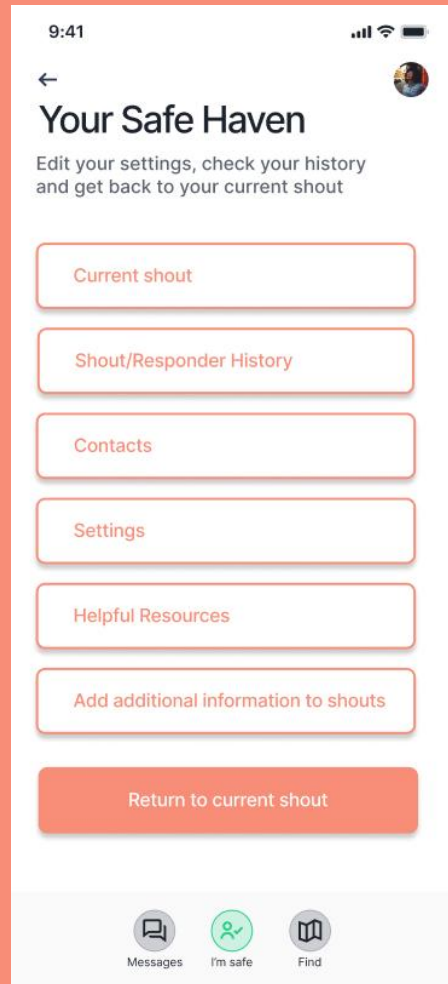 9:41
Your Safe Haven
Edit your settings, check your history
and get back to your current shout
Current shout
Shout/Responder History
Contacts
Settings
Helpful Resources
Add additional information to shouts
Return to current shout
Messages
I'm safe
Find